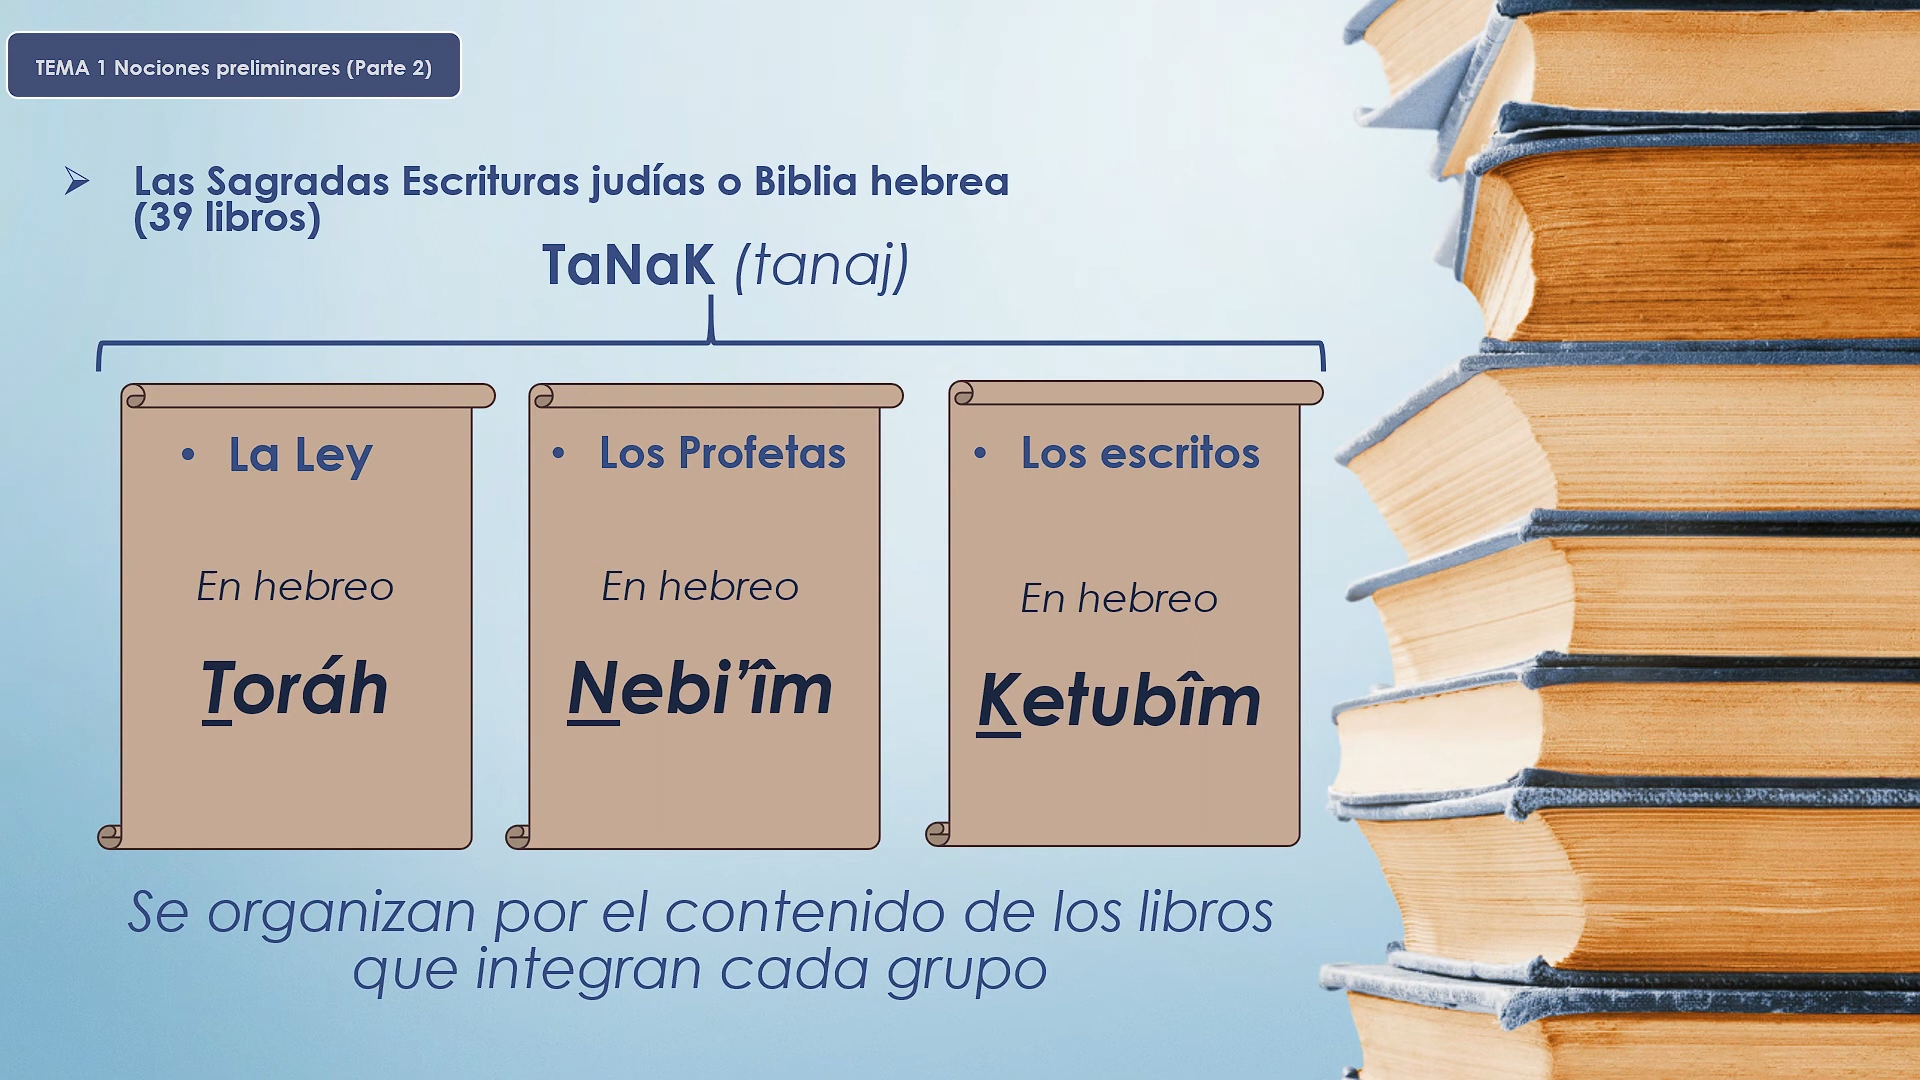 TEMA 1 Nociones preliminares (Parte 2)
➢ Las Sagradas Escrituras judías o Biblia hebrea
(39 libros)
TaNaK (tanaj)
• La Ley
En hebreo
Toráh
• Los Profetas
En hebreo
Nebi’îm
• Los escritos
En hebreo
Ketubîm
Se organizan por el contenido de los libros
que integran cada grupo